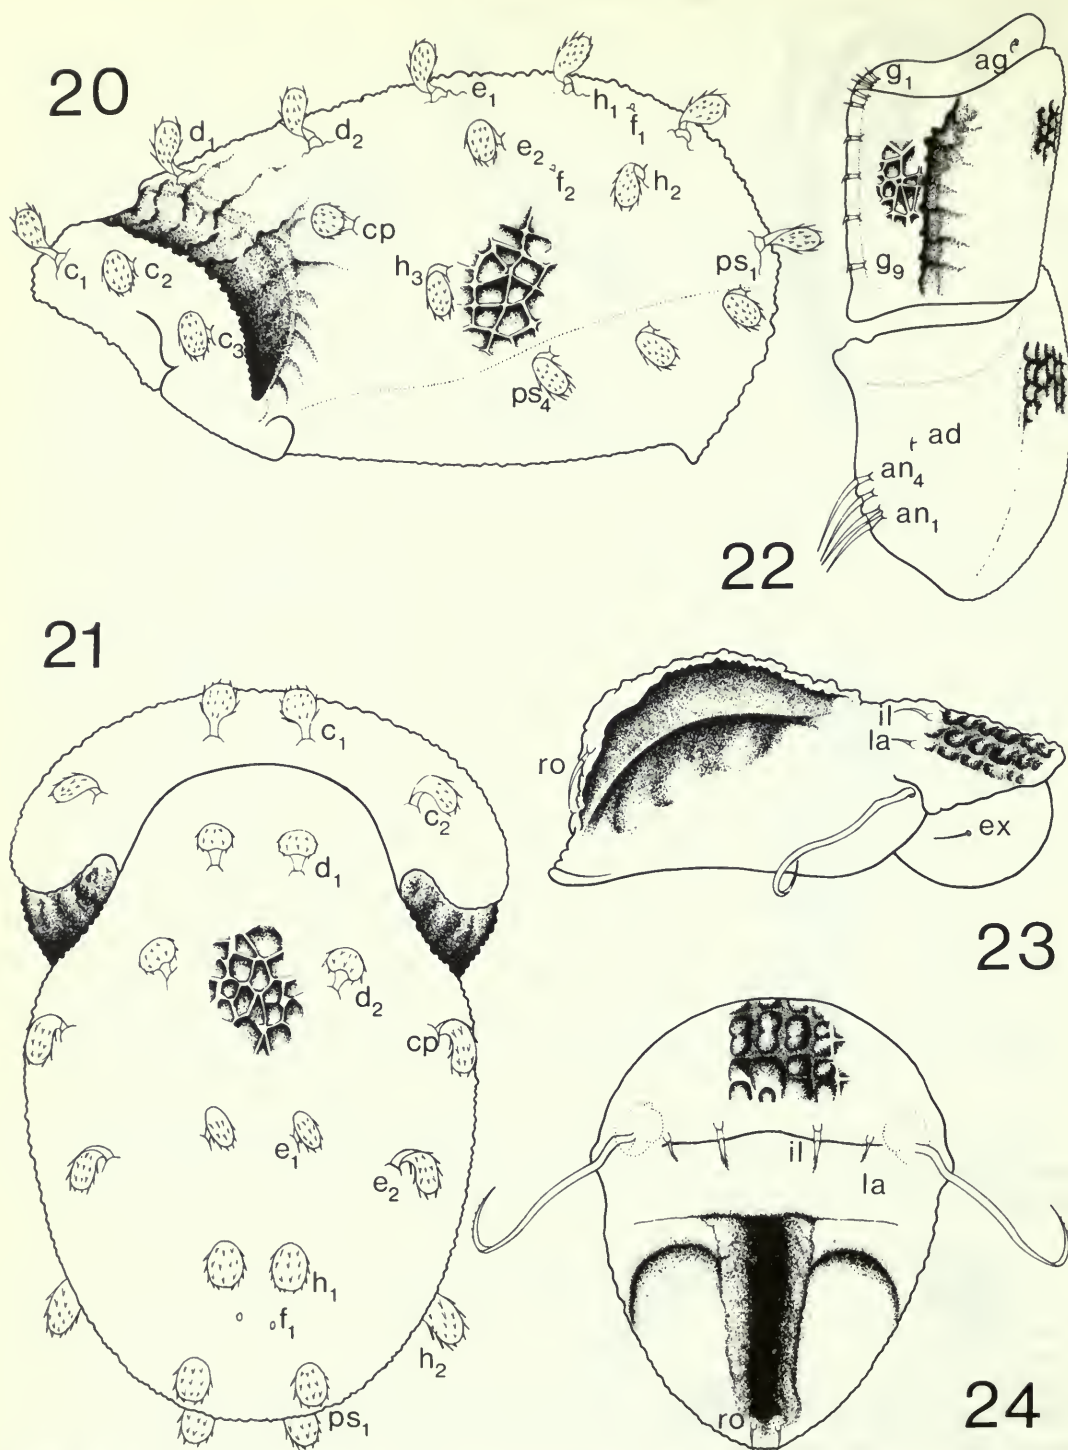 20
d1
d2
e1
h1
f1
e2
f2
h2
c1
c2
cp
h3
ps1
c3
ps4
g1
ag
g9
ad
an4
an1
22
21
c1
c2
d1
d2
cp
e1
e2
h1
f1
h2
ps1
il
la
ro
ex
23
il
la
ro
24